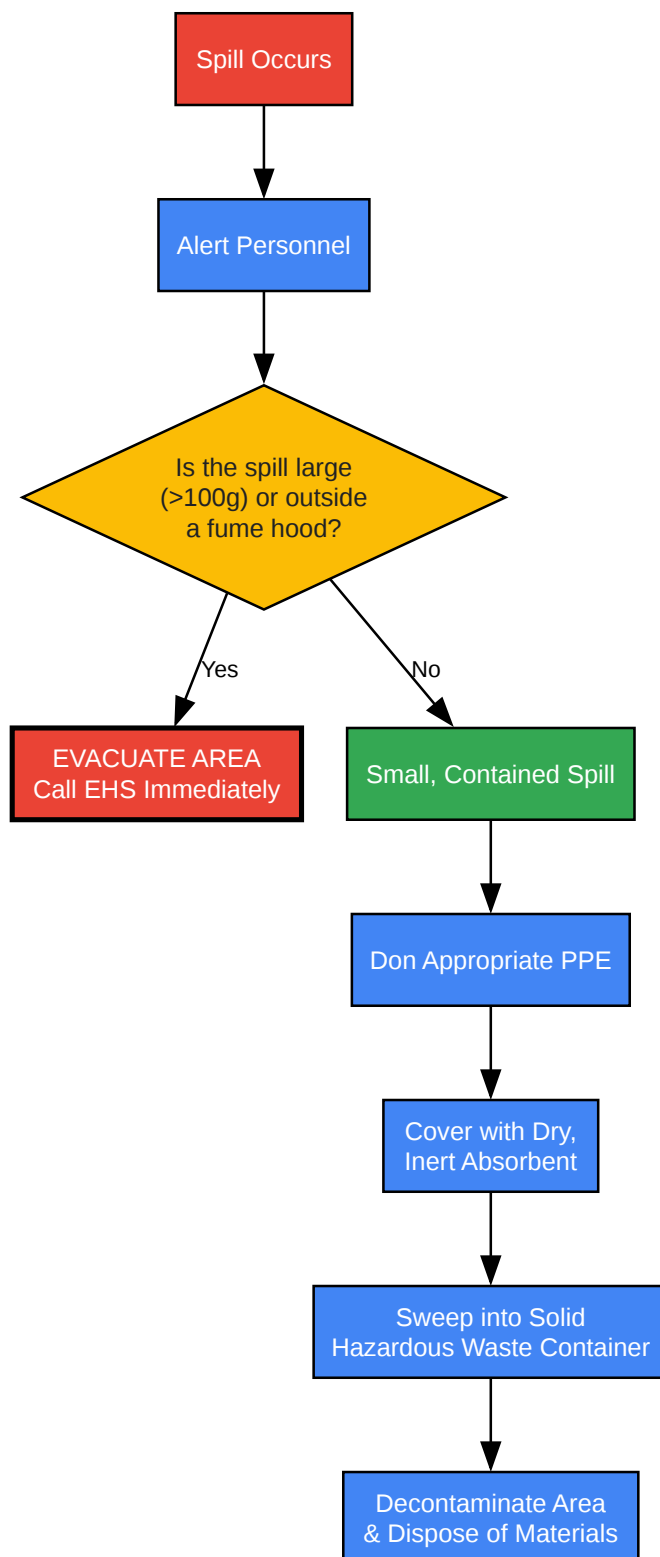 Spill Occurs
Alert Personnel
Is the spill large
(>100g) or outside
a fume hood?
Yes
No
EVACUATE AREA
Call EHS Immediately
Small, Contained Spill
Don Appropriate PPE
Cover with Dry,
Inert Absorbent
Sweep into Solid
Hazardous Waste Container
Decontaminate Area
& Dispose of Materials